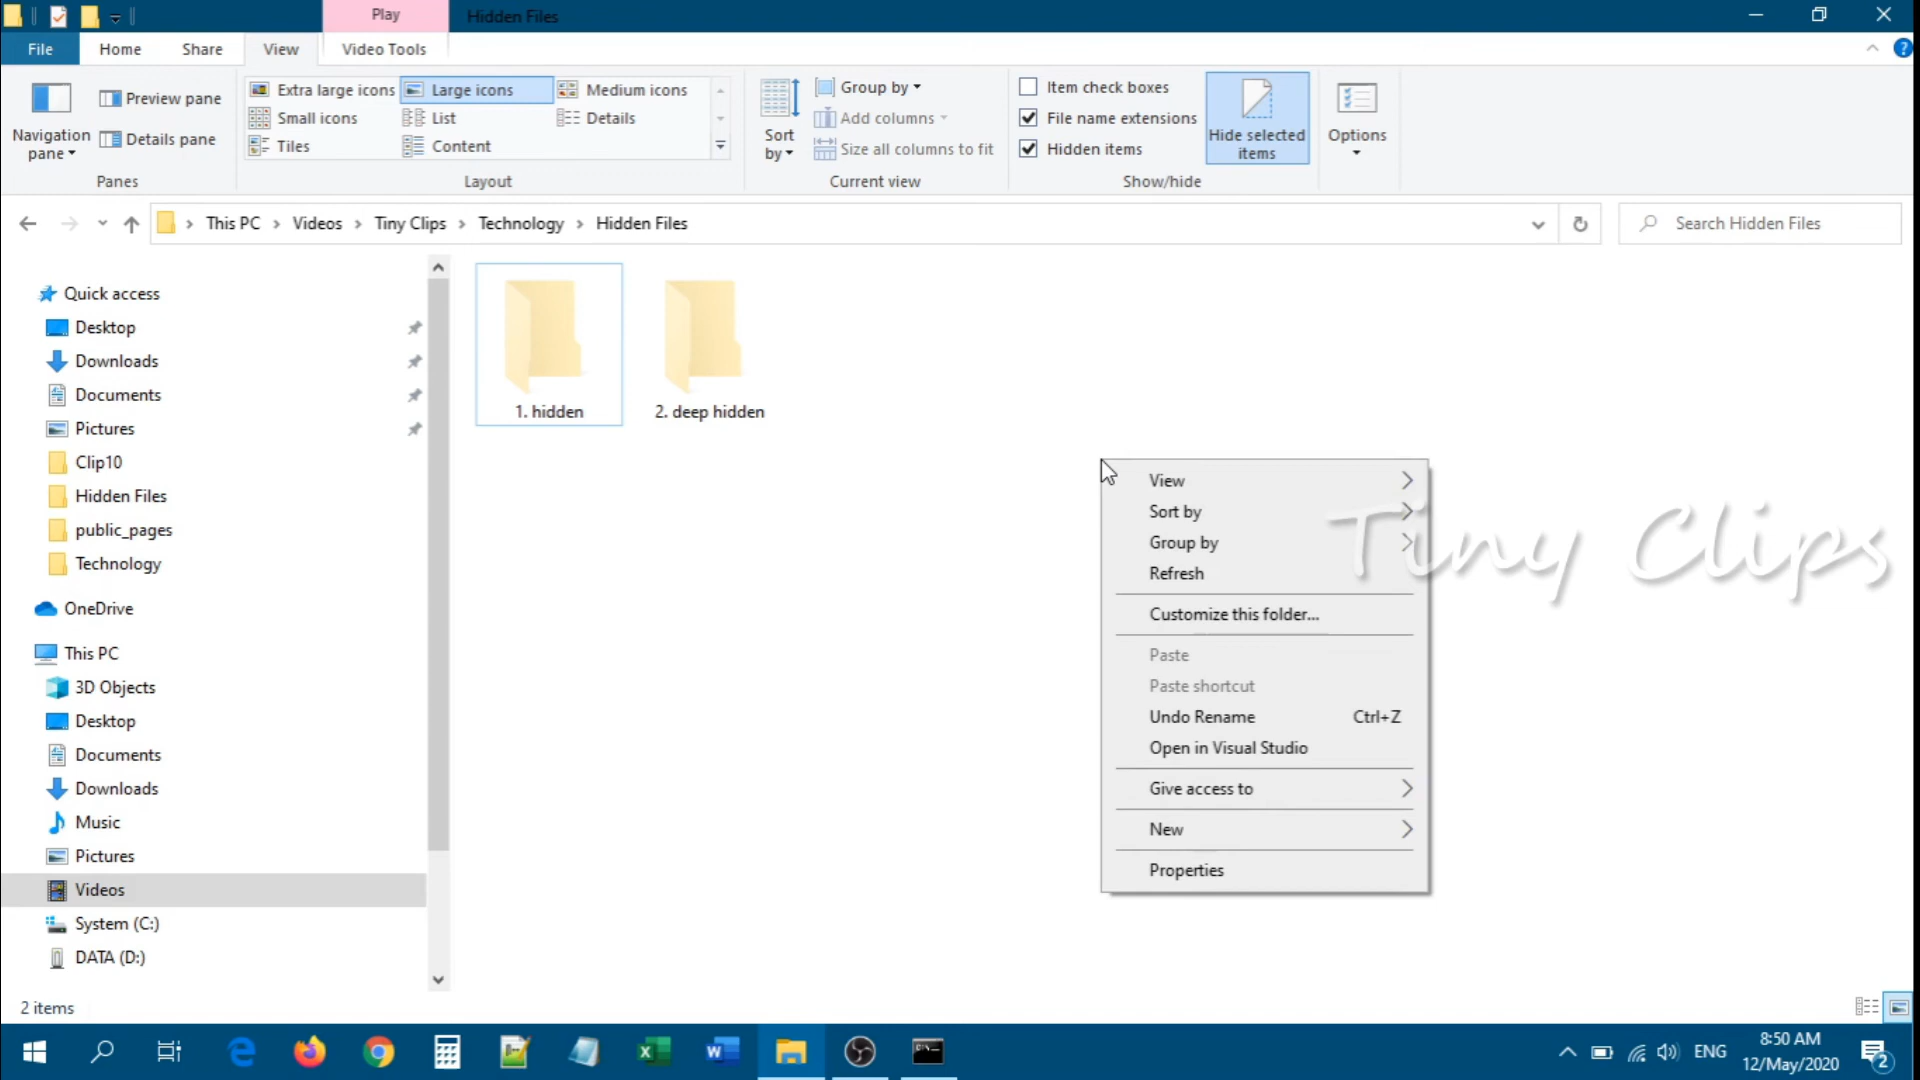 Play
Hidden Files
File
Home
Share
View
Video Tools
Navigation
pane
Preview pane
Details pane
Panes
Extra large icons
Large icons
Medium icons
Small icons
List
Details
Tiles
Content
Layout
Sort
by
Group by
Add columns
Size all columns to fit
Current view
Item check boxes
File name extensions
Hidden items
Hide selected
items
Show/hide
Options
This PC > Videos > Tiny Clips > Technology > Hidden Files
Search Hidden Files
Quick access
Desktop
Downloads
Documents
Pictures
Clip10
Hidden Files
public_pages
Technology
OneDrive
This PC
3D Objects
Desktop
Documents
Downloads
Music
Pictures
Videos
System (C:)
DATA (D:)
1. hidden
2. deep hidden
View
Sort by
Group by
Refresh
Customize this folder...
Paste
Paste shortcut
Undo Rename Ctrl+Z
Open in Visual Studio
Give access to
New
Properties
Tiny Clips
2 items
ENG
8:50 AM
12/May/2020
2